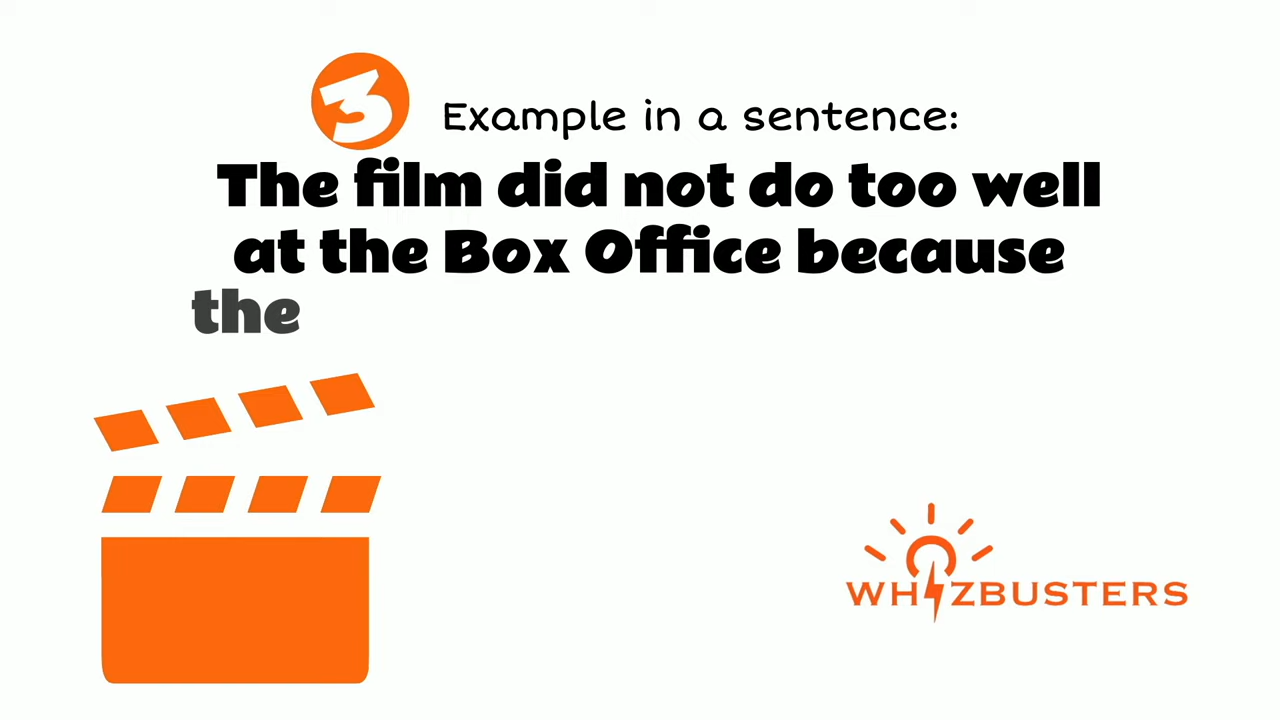 3 Example in a sentence:
The film did not do too well
at the Box Office because
the
WHIZBUSTERS